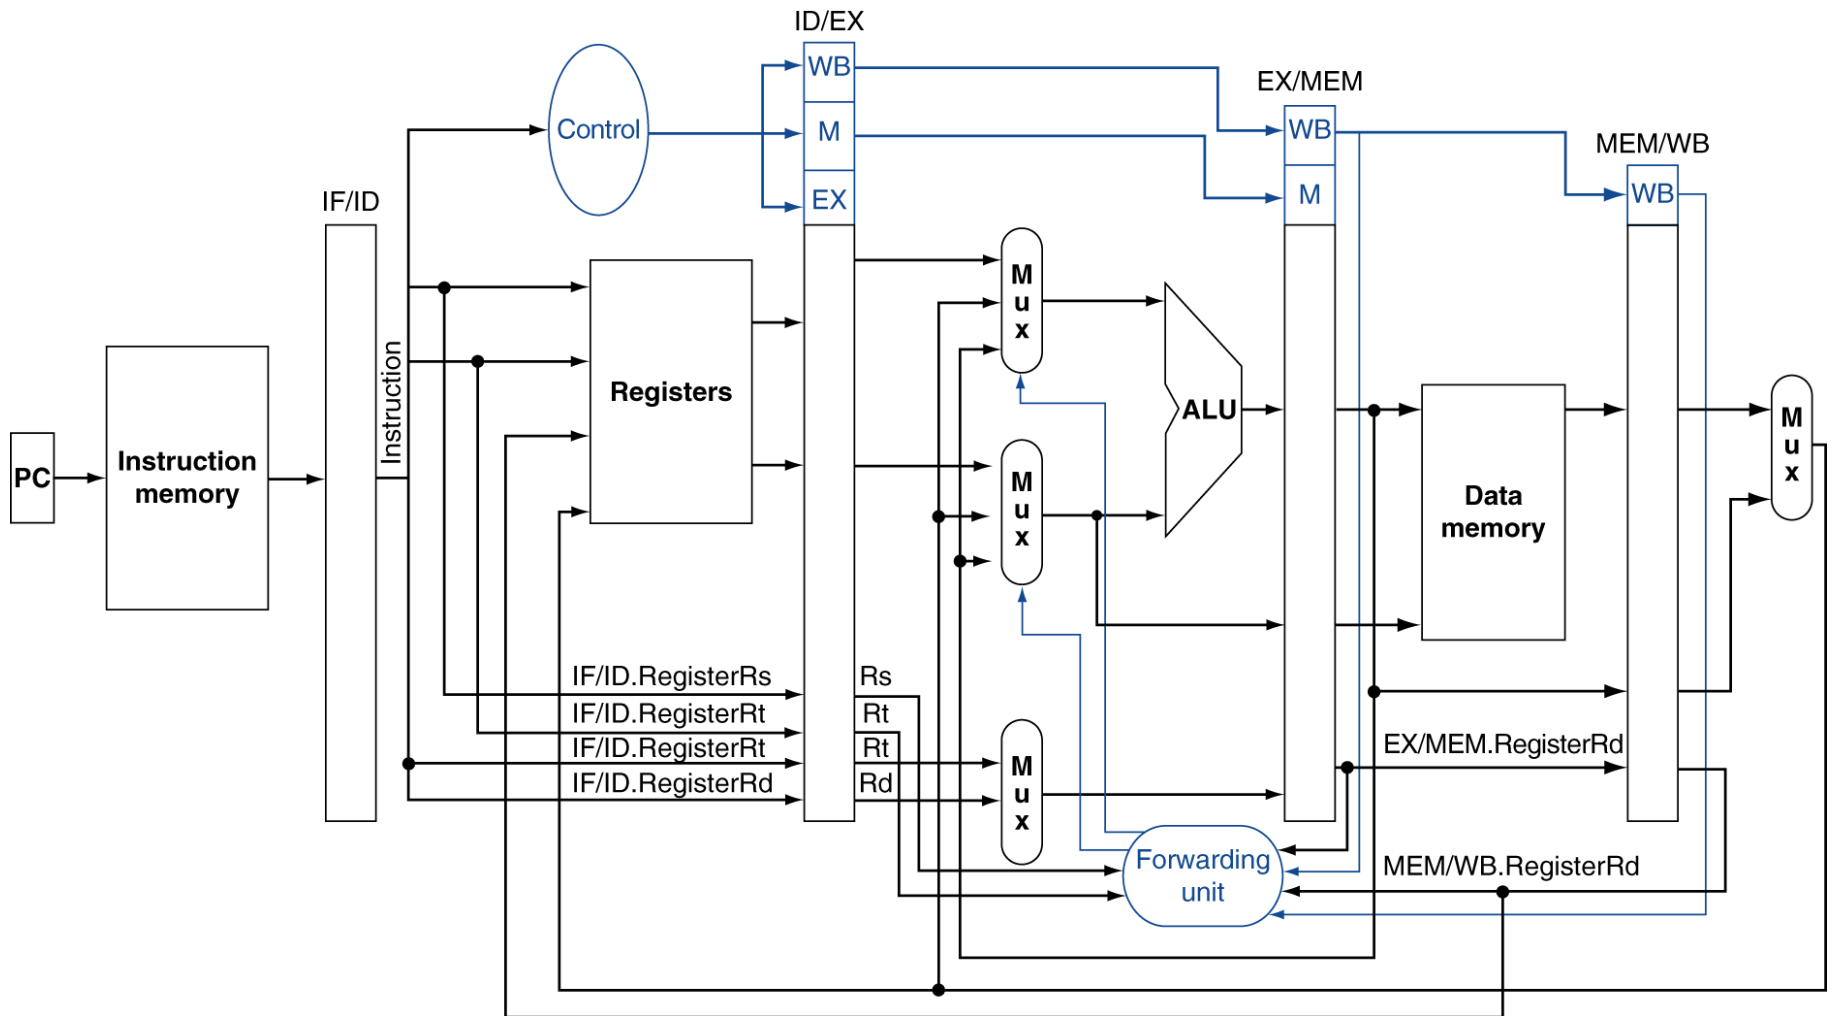 ID/EX
WB
M
EX
Control
EX/MEM
WB
M
MEM/WB
WB
IF/ID
PC
Instruction
memory
Instruction
Registers
M
u
x
M
u
x
ALU
Data
memory
M
u
x
IF/ID.RegisterRs
IF/ID.RegisterRt
IF/ID.RegisterRt
IF/ID.RegisterRd
Rs
Rt
Rt
Rd
M
u
x
EX/MEM.RegisterRd
Forwarding
unit
MEM/WB.RegisterRd